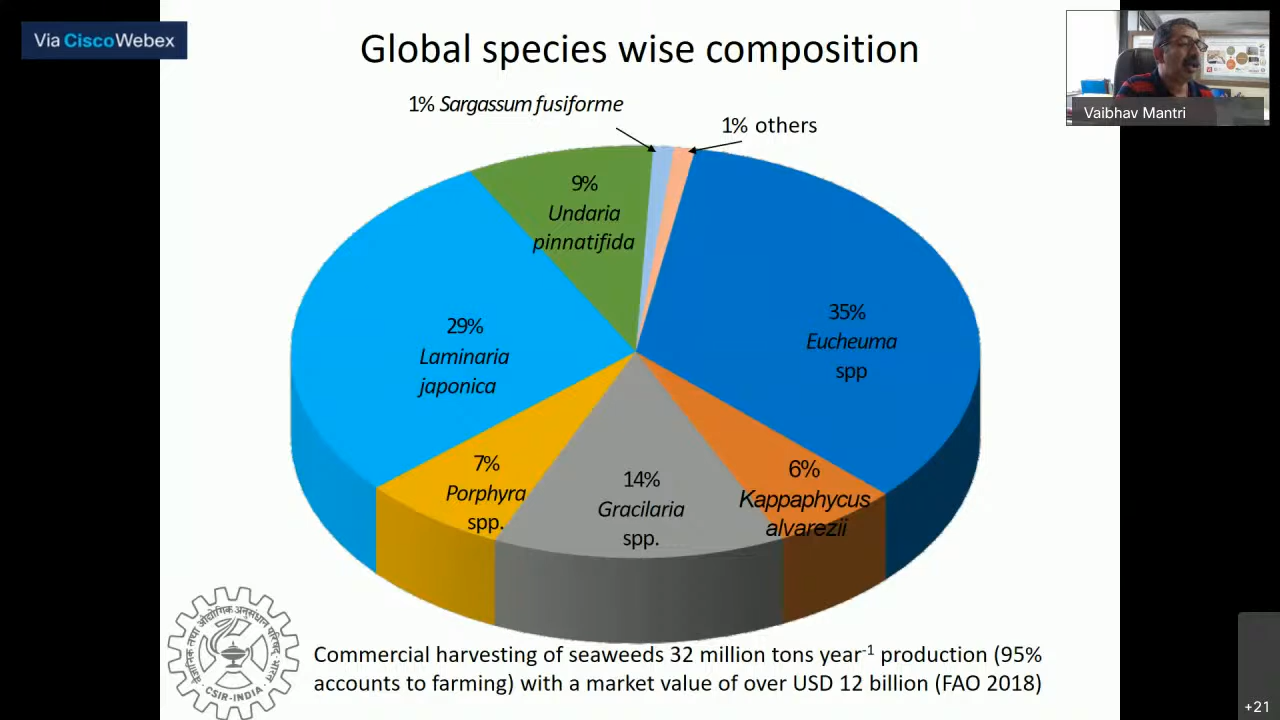 Via CiscoWebex
Global species wise composition
Vaibhav Mantri
1% Sargassum fusiforme
1% others
9%
Undaria
pinnatifida
35%
Eucheuma
spp
29%
Laminaria
japonica
7%
Porphyra
spp.
14%
Gracilaria
spp.
6%
Kappaphycus
alvarezii
CSIR-INDIA
Commercial harvesting of seaweeds 32 million tons year-1 production (95%
accounts to farming) with a market value of over USD 12 billion (FAO 2018)
+21